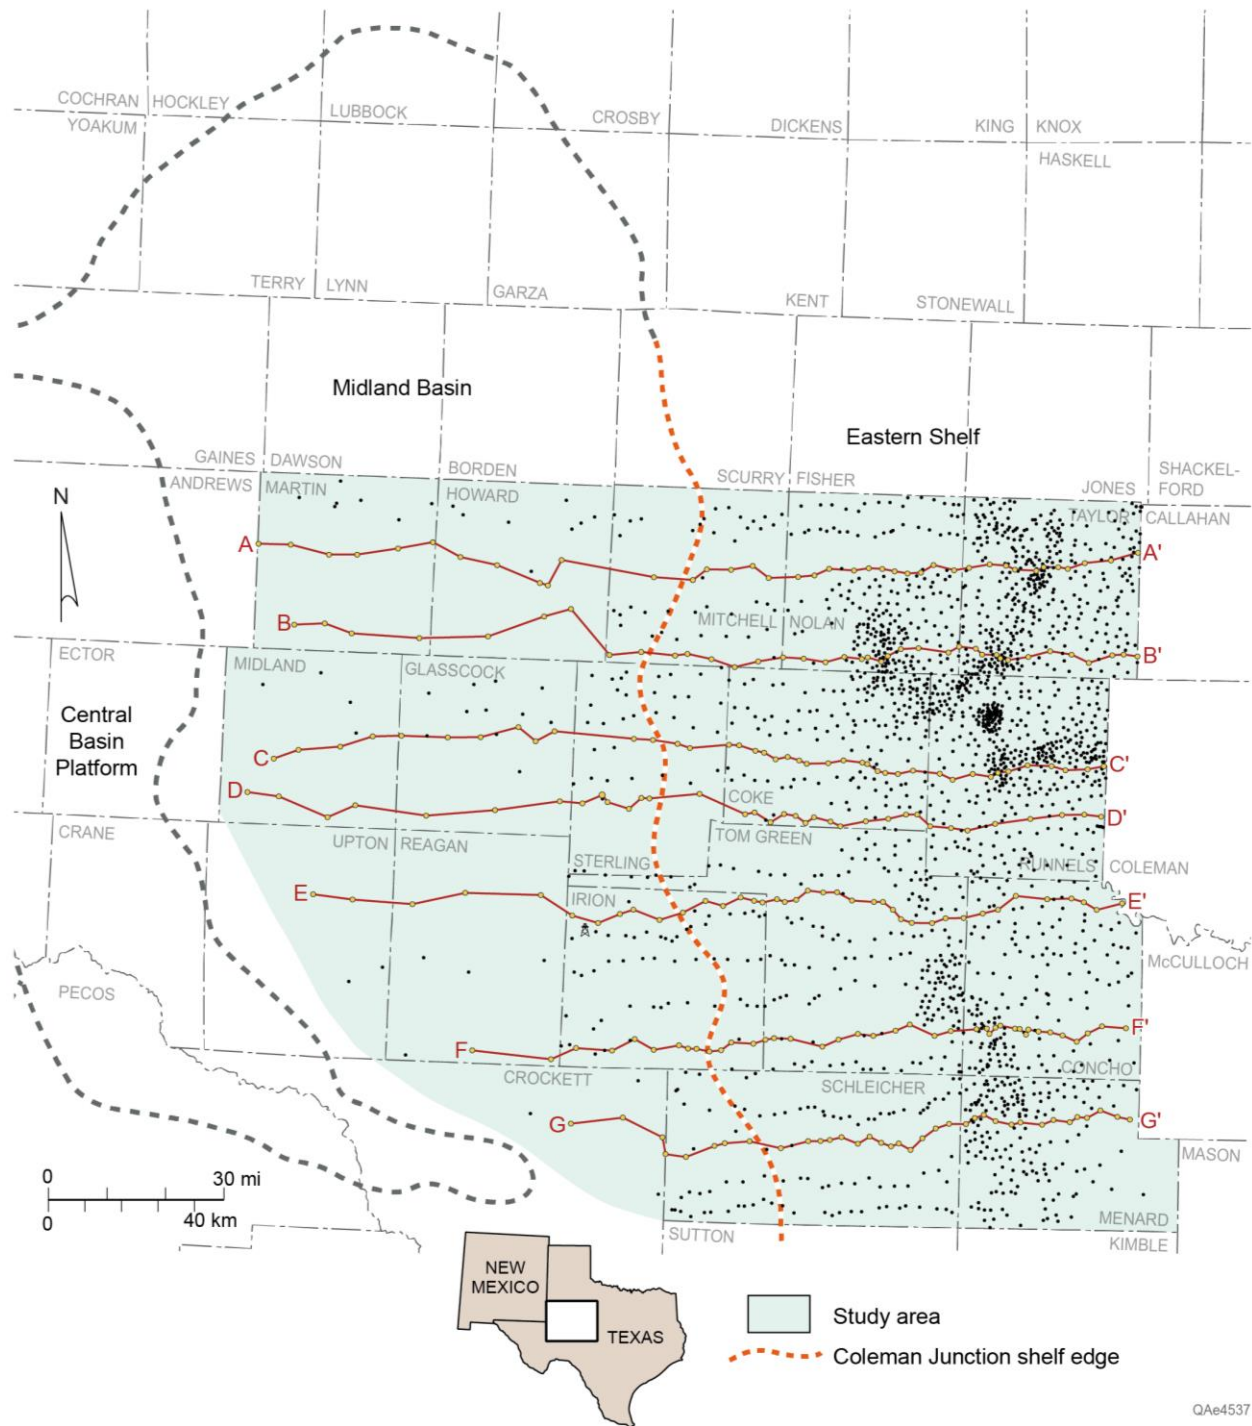 COCHRAN HOCKLEY
YOAKUM
LUBBOCK
CROSBY
DICKENS
KING KNOX
HASKELL
TERRY LYNN
GARZA
KENT
STONEWALL
Midland Basin
Eastern Shelf
GAINES DAWSON
BORDEN
SCURRY FISHER
JONES
SHACKEL-
FORD
ANDREWS MARTIN
HOWARD
TAYLOR CALLAHAN
N
A
A'
B
MITCHELL NOLAN
B'
ECTOR
MIDLAND
GLASSCOCK
Central
Basin
Platform
C
C'
D
COKE
D'
CRANE
UPTON REAGAN
STERLING
TOM GREEN
RUNNELS COLEMAN
E
IRION
E'
McCULLOCH
PECOS
F
F'
CROCKETT
SCHLEICHER
CONCHO
G
G'
MASON
0 30 mi
0 40 km
SUTTON
MENARD
KIMBLE
NEW
MEXICO
TEXAS
Study area
Coleman Junction shelf edge
QAe4537